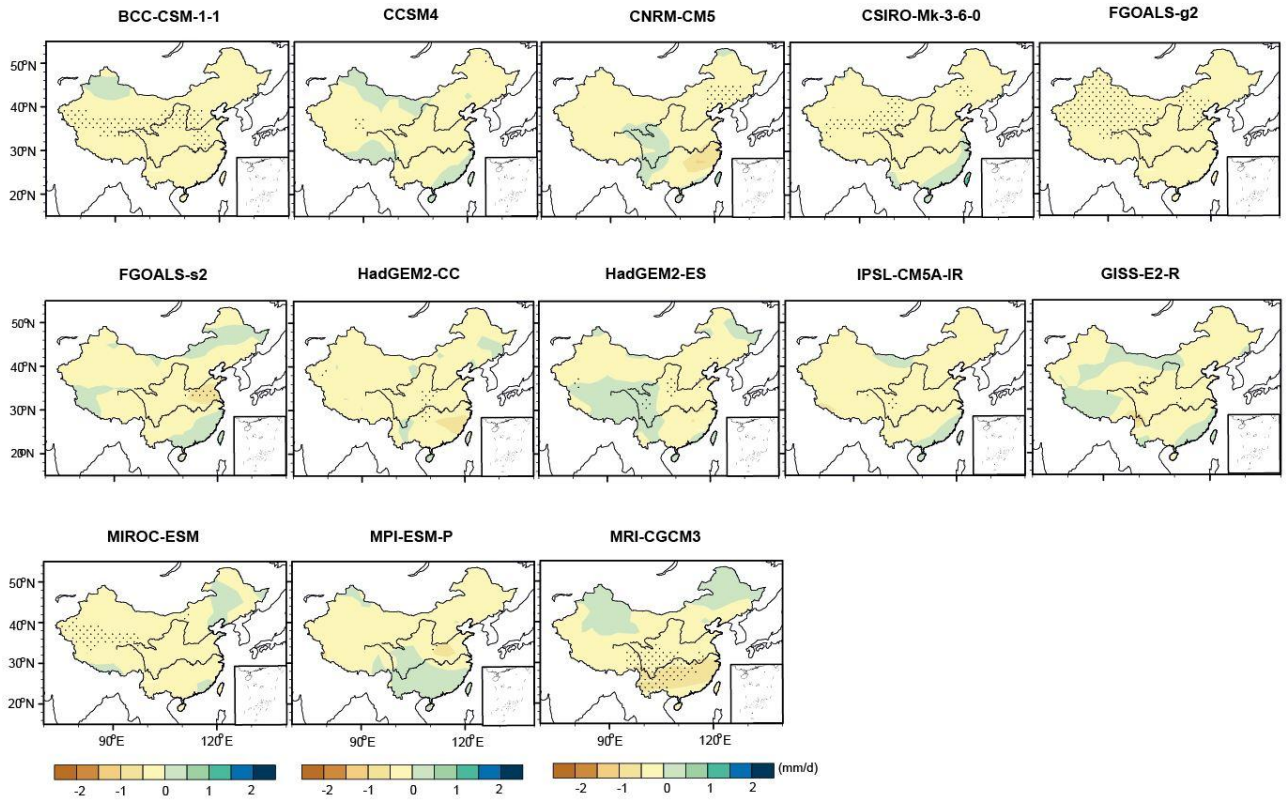 BCC-CSM-1-1 CCSM4 CNRM-CM5 CSIRO-Mk-3-6-0 FGOALS-g2
50°N
40°N
30°N
20°N
FGOALS-s2 HadGEM2-CC HadGEM2-ES IPSL-CM5A-IR GISS-E2-R
50°N
40°N
30°N
20°N
MIROC-ESM MPI-ESM-P MRI-CGCM3
50°N
40°N
30°N
20°N
90°E 120°E 90°E 120°E 90°E 120°E
(mm/d)
-2 -1 0 1 2 -2 -1 0 1 2 -2 -1 0 1 2